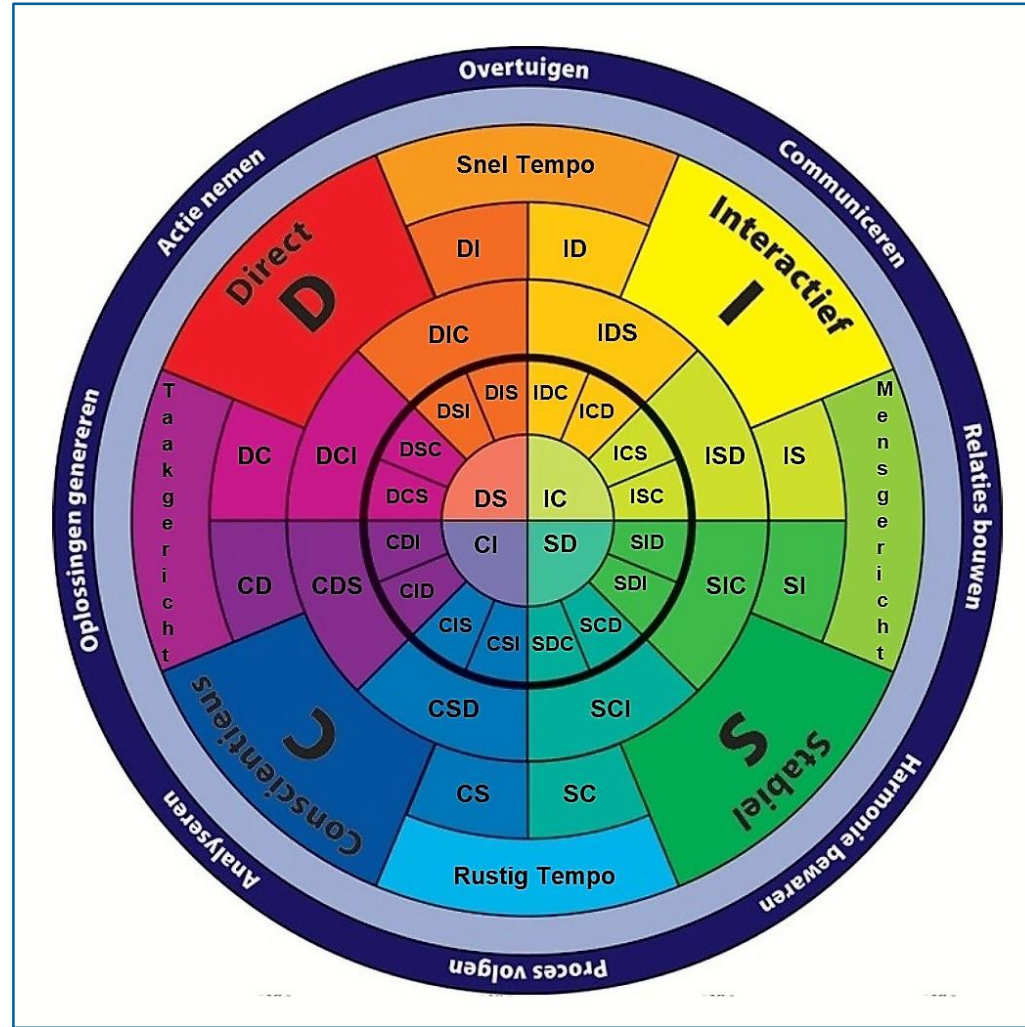 Overtuigen
Actie nemen
Communiceren
Snel Tempo
Direct
D
Interactief
I
DI
ID
DIC
IDS
DIS
IDC
DSI
ICD
Taakgericht
Mensgericht
Oplossingen genereren
Relaties bouwen
DC
DCI
DSC
ICS
ISD
IS
DCS
DS
IC
ISC
CDI
CI
SD
SID
CD
CDS
CID
SDI
SIC
SI
CIS
CSI
SDC
SCD
CSD
SCI
C
Conscientieus
S
Stabiel
CS
SC
Rustig Tempo
Analyseren
Harmonie bewaren
Proces volgen